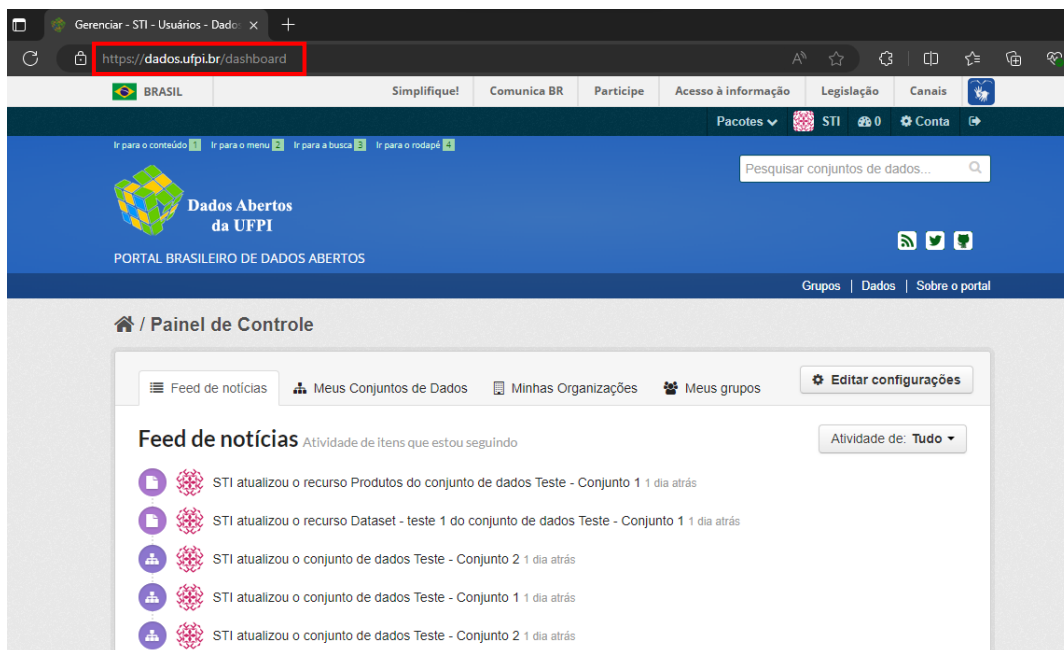 Gerenciar - STI - Usuários - Dados
https://dados.ufpi.br/dashboard
BRASIL Simplifique! Comunica BR Participe Acesso à informação Legislação Canais
Pacotes STI 0 Conta
Ir para o conteúdo 1 Ir para o menu 2 Ir para a busca 3 Ir para o rodapé 4
Pesquisar conjuntos de dados...
Dados Abertos
da UFPI
PORTAL BRASILEIRO DE DADOS ABERTOS
Grupos | Dados | Sobre o portal
/ Painel de Controle
Feed de notícias Meus Conjuntos de Dados Minhas Organizações Meus grupos Editar configurações
Feed de notícias Atividade de itens que estou seguindo Atividade de: Tudo
STI atualizou o recurso Produtos do conjunto de dados Teste - Conjunto 1 1 dia atrás
STI atualizou o recurso Dataset - teste 1 do conjunto de dados Teste - Conjunto 1 1 dia atrás
STI atualizou o conjunto de dados Teste - Conjunto 2 1 dia atrás
STI atualizou o conjunto de dados Teste - Conjunto 1 1 dia atrás
STI atualizou o conjunto de dados Teste - Conjunto 2 1 dia atrás